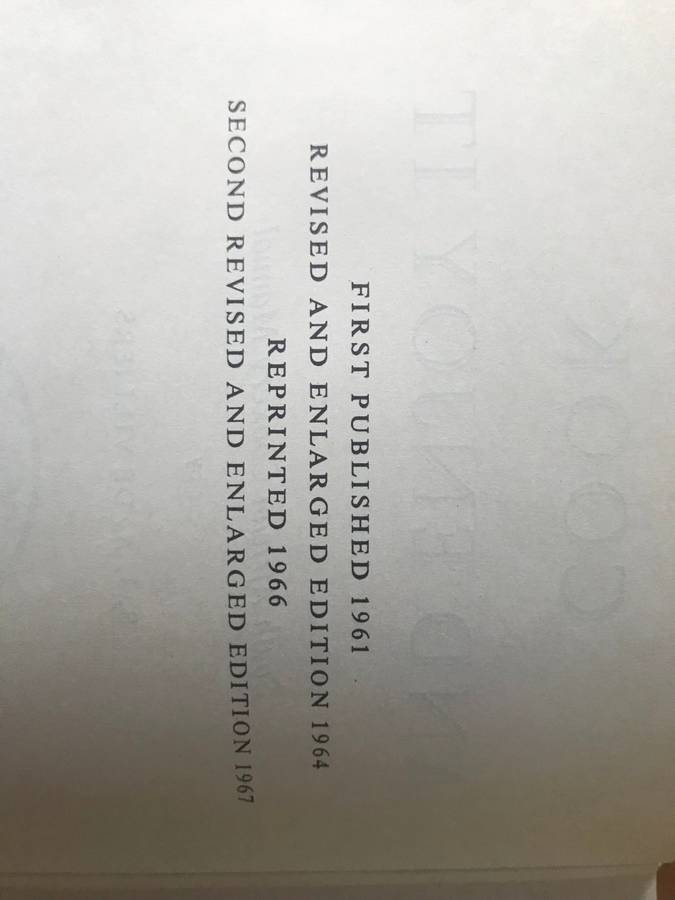 FIRST PUBLISHED 1961
REVISED AND ENLARGED EDITION 1964
REPRINTED 1966
SECOND REVISED AND ENLARGED EDITION 1967